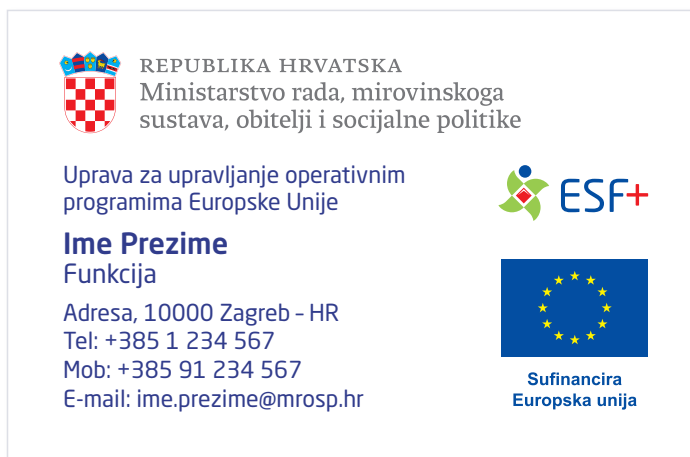 REPUBLIKA HRVATSKA
Ministarstvo rada, mirovinskoga
sustava, obitelji i socijalne politike
Uprava za upravljanje operativnim
programima Europske Unije
ESF+
Ime Prezime
Funkcija
Adresa, 10000 Zagreb – HR
Tel: +385 1 234 567
Mob: +385 91 234 567
E-mail: ime.prezime@mrosp.hr
Sufinancira
Europska unija